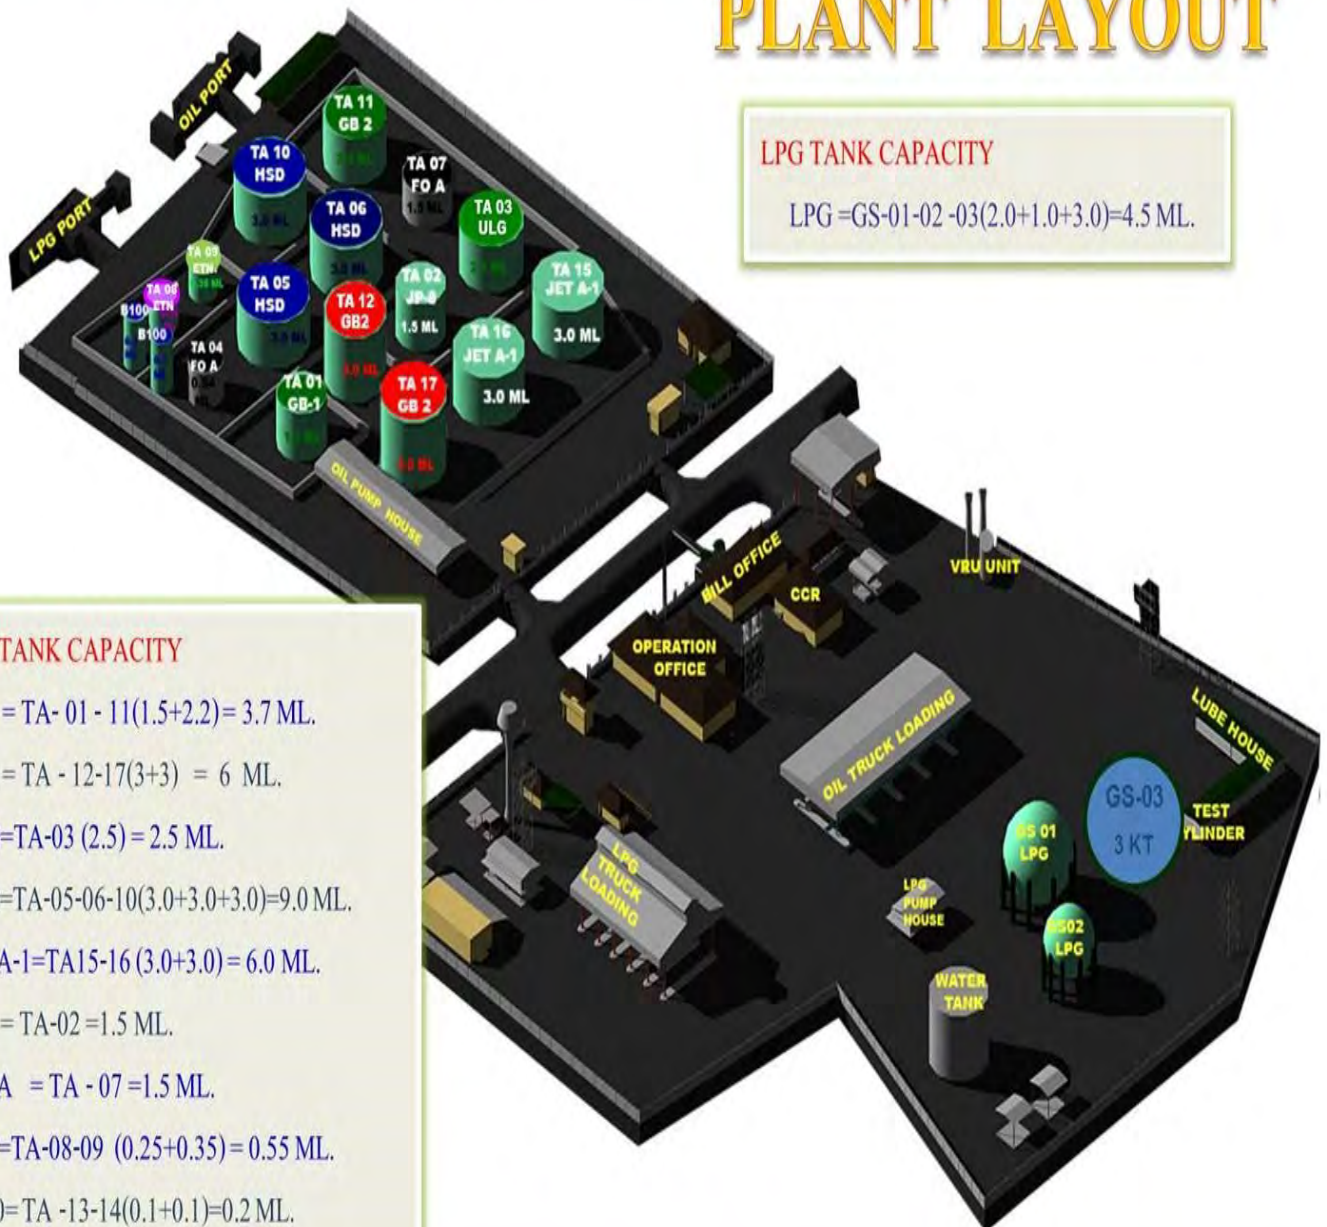 PLANT LAYOUT
LPG TANK CAPACITY
LPG =GS-01-02 -03(2.0+1.0+3.0)=4.5 ML.
OIL PORT
LPG PORT
TA 11
GB 2
TA 10
HSD
3.0 ML
TA 07
FO A
1.5 ML
TA 06
HSD
3.0 ML
TA 03
ULG
TA 09
ETN
TA 05
HSD
3.0 ML
TA 02
JP-8
1.5 ML
TA 15
JET A-1
3.0 ML
TA 08
ETN
B100
B100
TA 12
GB2
TA 16
JET A-1
3.0 ML
TA 04
FO A
TA 01
GB-1
TA 17
GB 2
OIL PUMP HOUSE
BILL OFFICE
CCR
VRU UNIT
OPERATION
OFFICE
OIL TRUCK LOADING
LUBE HOUSE
GS-03
3 KT
TEST
YLINDER
GS 01
LPG
LPG
TRUCK
LOADING
LPG
PUMP
HOUSE
GS02
LPG
WATER
TANK
TANK CAPACITY
= TA- 01 - 11(1.5+2.2)= 3.7 ML.
= TA - 12-17(3+3) = 6 ML.
=TA-03 (2.5) = 2.5 ML.
=TA-05-06-10(3.0+3.0+3.0)=9.0 ML.
A-1=TA15-16 (3.0+3.0) = 6.0 ML.
= TA-02 =1.5 ML.
A = TA - 07 =1.5 ML.
=TA-08-09 (0.25+0.35) = 0.55 ML.
)= TA -13-14(0.1+0.1)=0.2 ML.